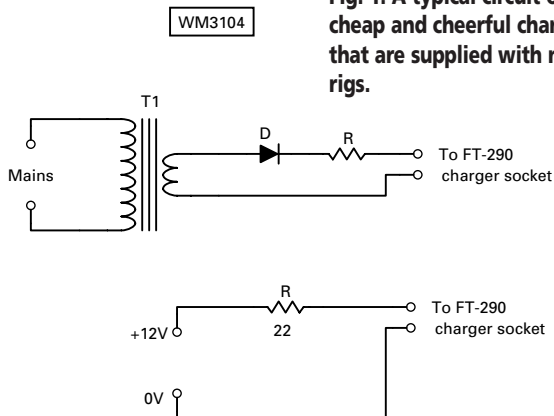 Fig. 1: A typical circuit o
cheap and cheerful char
that are supplied with r
rigs.
WM3104
T1
D
R
Mains
To FT-290
charger socket
R
22
+12V
0V
To FT-290
charger socket